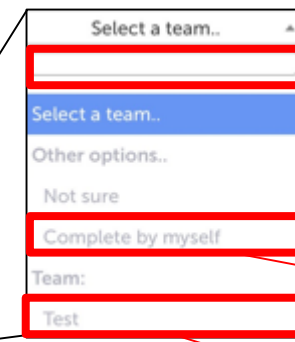 Select a team..
Select a team..
Other options..
Not sure
Complete by myself
Team:
Test